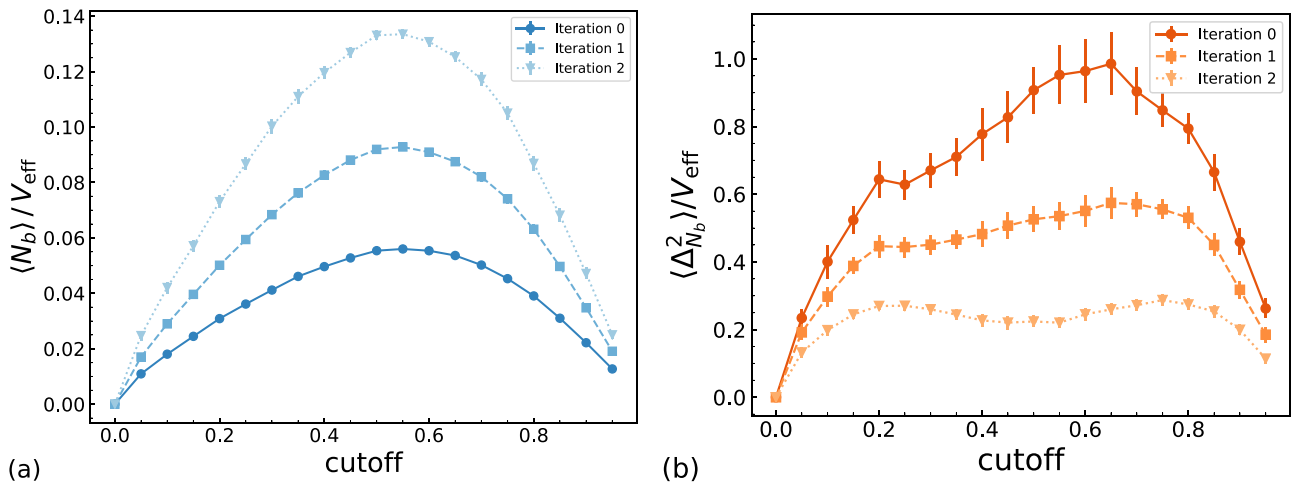 0.14
0.12
0.10
0.08
0.06
0.04
0.02
0.00
⟨N_b⟩ / V_eff
Iteration 0
Iteration 1
Iteration 2
0.0 0.2 0.4 0.6 0.8
cutoff
(a)
1.0
0.8
0.6
0.4
0.2
0.0
⟨Δ²_{N_b}⟩/V_eff
Iteration 0
Iteration 1
Iteration 2
0.0 0.2 0.4 0.6 0.8
cutoff
(b)